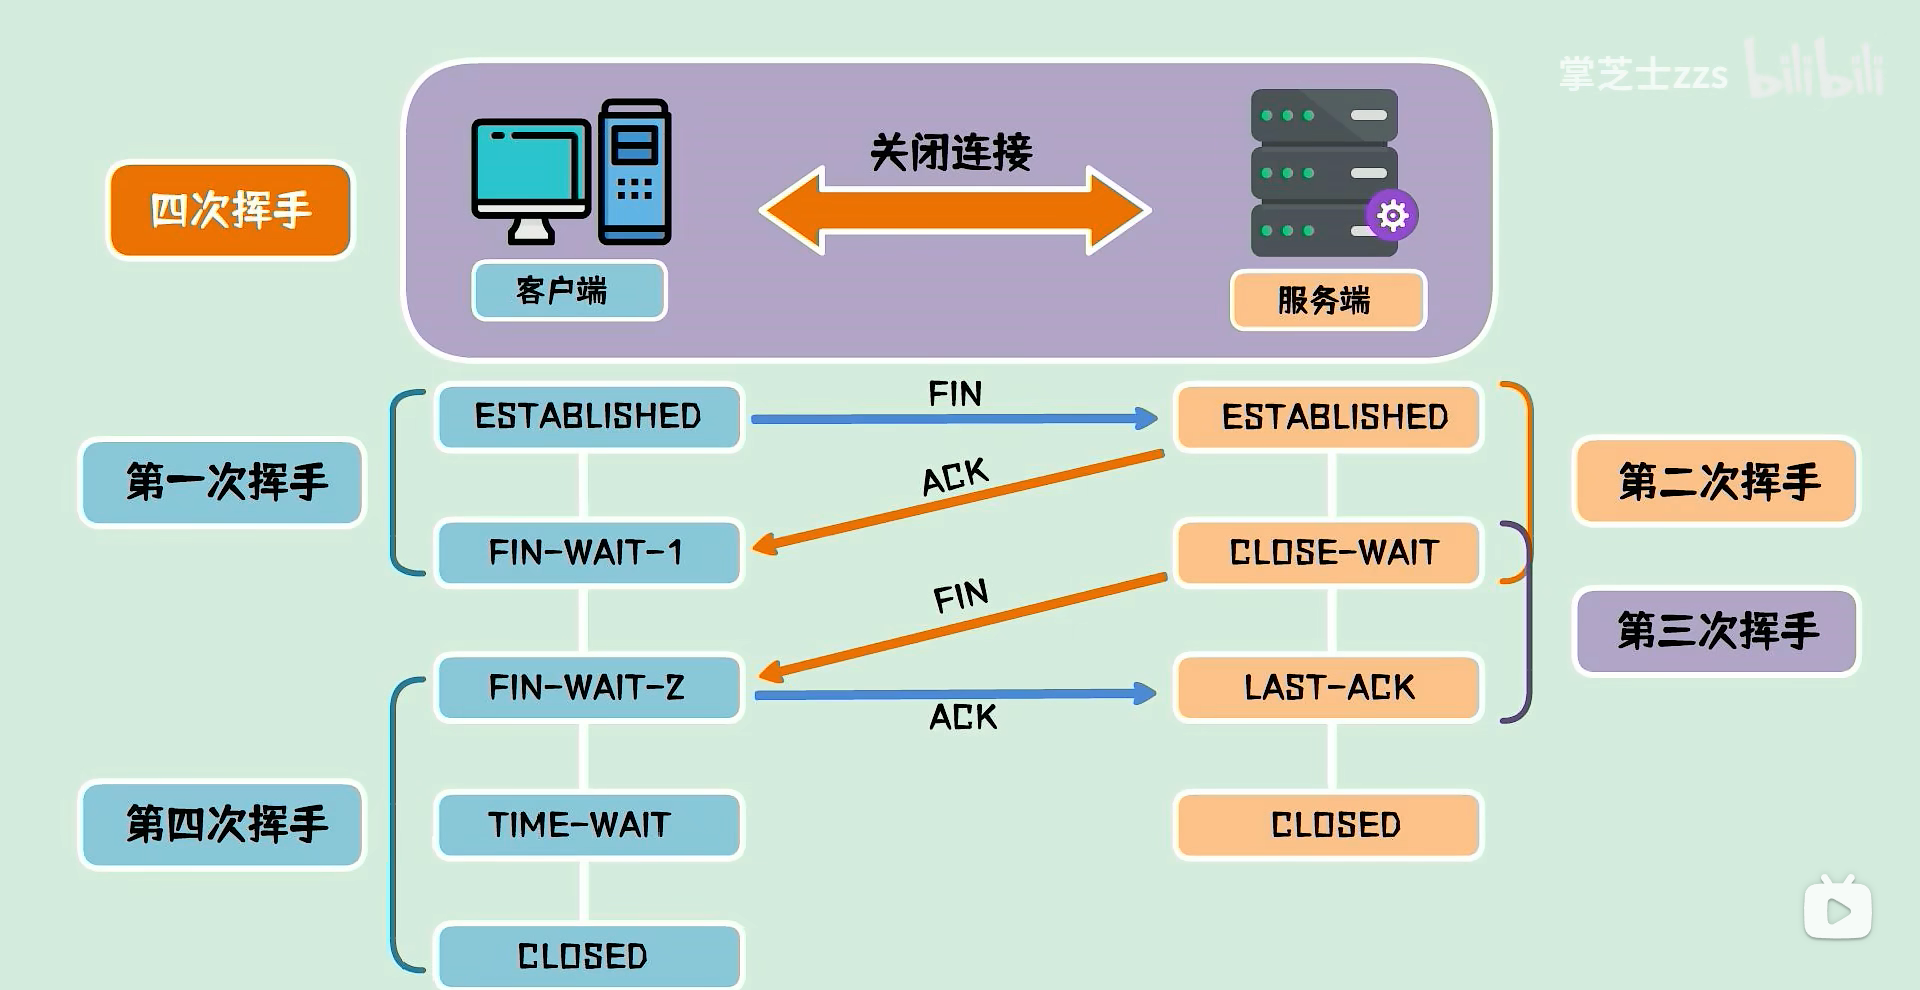 掌芝士zzs bilibili
关闭连接
四次挥手
客户端
服务端
ESTABLISHED
FIN
ESTABLISHED
第一次挥手
ACK
第二次挥手
FIN-WAIT-1
CLOSE-WAIT
FIN
第三次挥手
FIN-WAIT-2
LAST-ACK
ACK
第四次挥手
TIME-WAIT
CLOSED
CLOSED